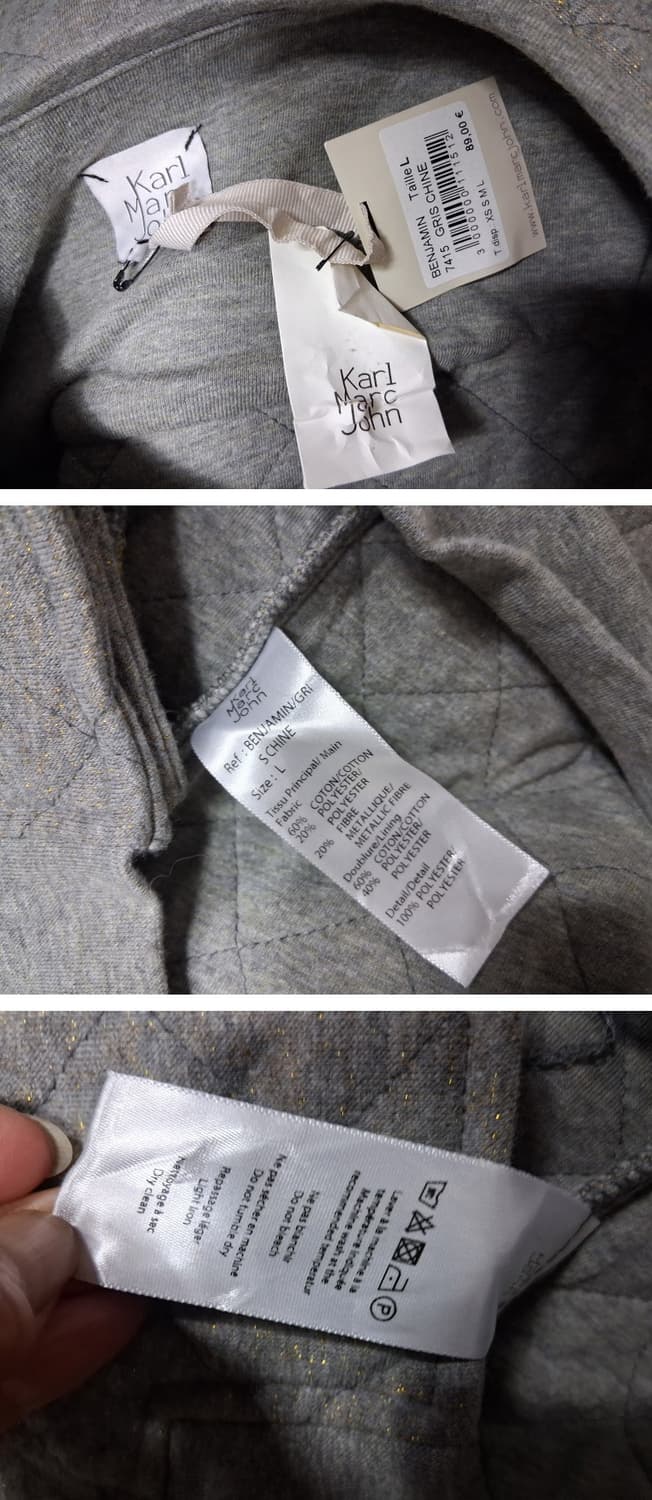 Karl
Marc
John
BENJAMIN Taille L
7415 GRIS CHINE
3 000000 111512
T.disp XS S M L 89,00 €
www.karlmarcjohn.com
Karl
Marc
John
Karl
Marc
John
Ref : BENJAMIN/GRI
S CHINE
Size : L
Tissu Principal/ Main
Fabric
60% COTON/COTTON
20% POLYESTER/
POLYESTER
20% METALLIQUE/
FIBRE
METALLIC FIBRE
Doublure/Lining
60% COTON/COTTON
40% POLYESTER/
POLYESTER
Detail/Detail
100% POLYESTER/
POLYESTER
P
Laver à la machine à la
température indiquée
Machine wash at the
recommended temperatur
Ne pas blanchir
Do not bleach
Ne pas sécher en machine
Do not tumble dry
Repassage léger
Light iron
Nettoyage à sec
Dry clean